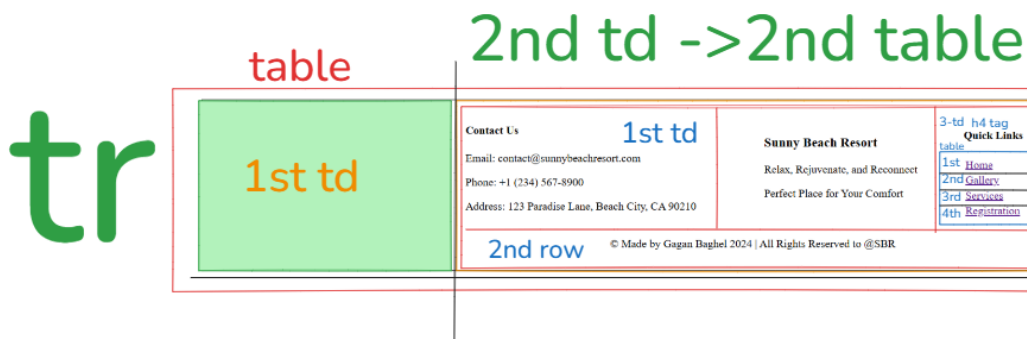 2nd td ->2nd table
table
tr
1st td
Contact Us
1st td
Email: contact@sunnybeachresort.com
Phone: +1 (234) 567-8900
Address: 123 Paradise Lane, Beach City, CA 90210
Sunny Beach Resort
Relax, Rejuvenate, and Reconnect
Perfect Place for Your Comfort
3-td h4 tag
Quick Links
table
1st Home
2nd Gallery
3rd Services
4th Registration
2nd row
© Made by Gagan Baghel 2024 | All Rights Reserved to @SBR